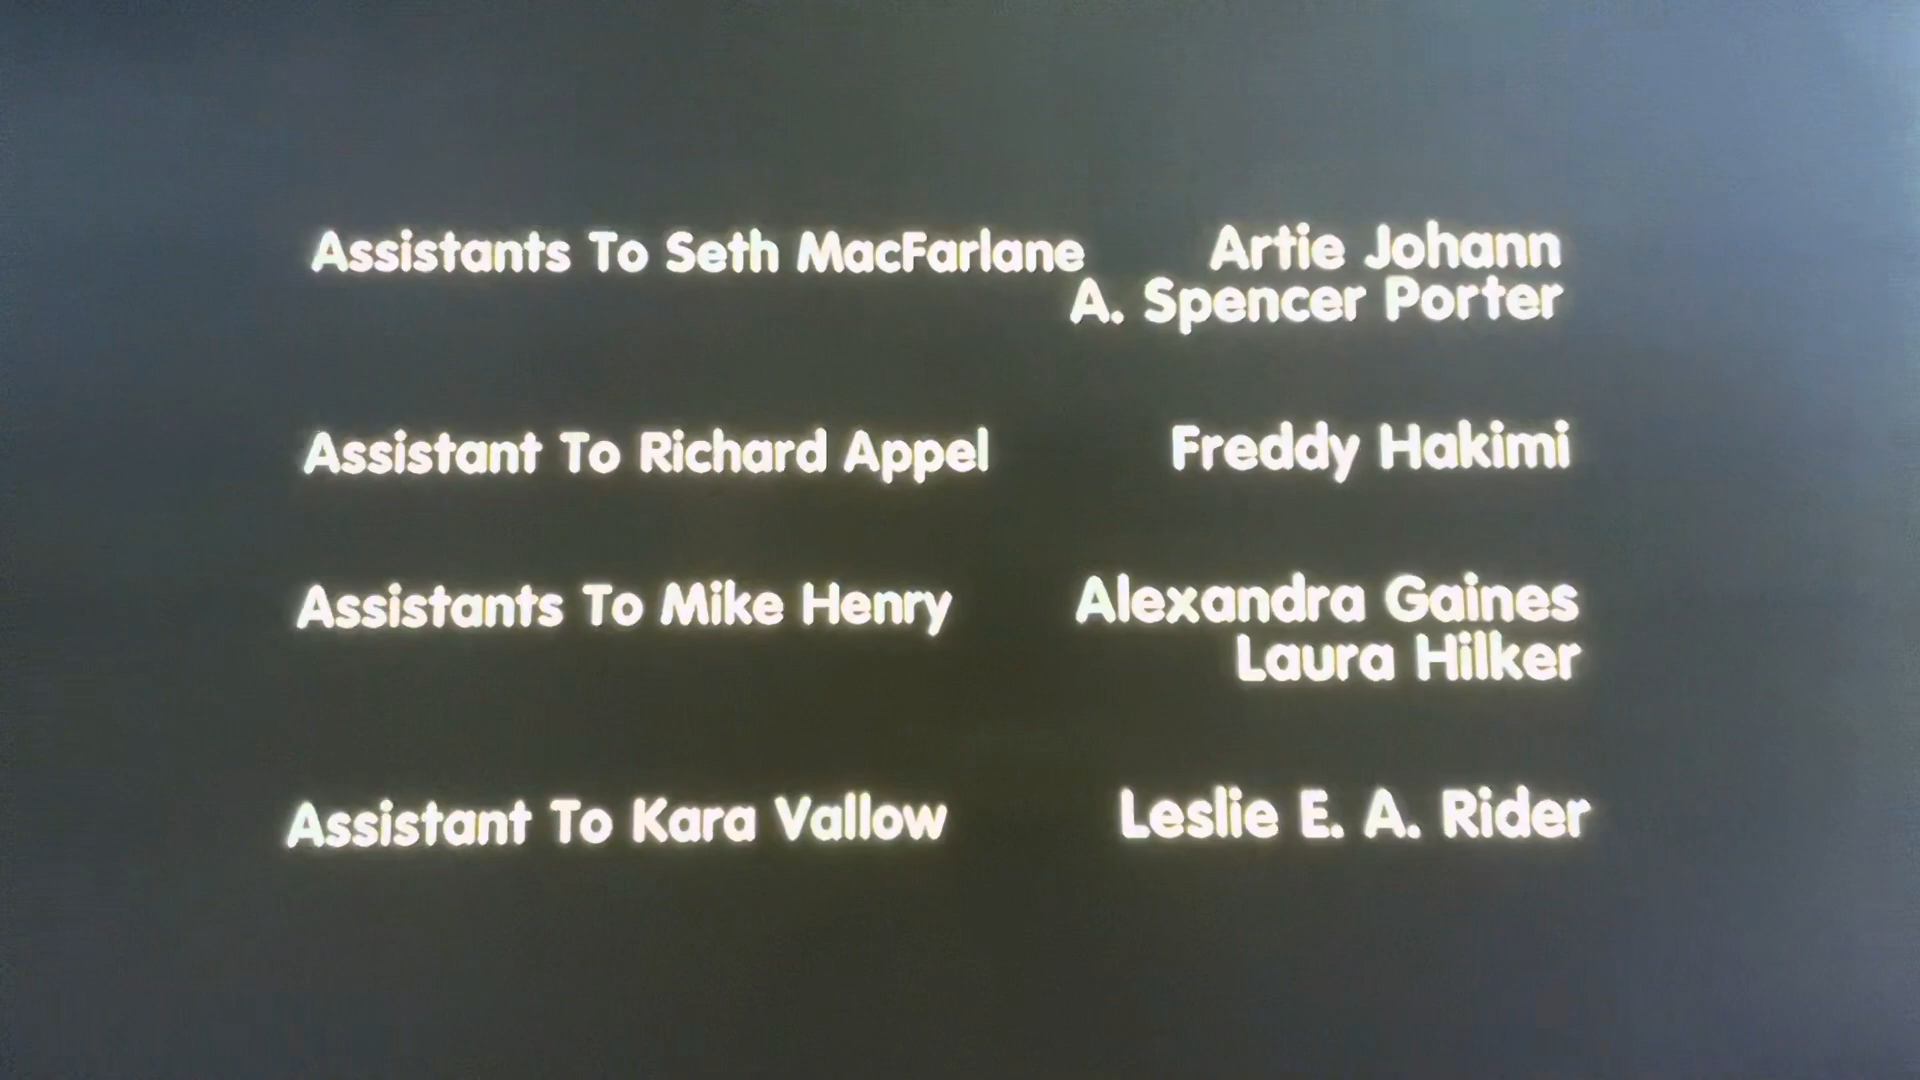 Assistants To Seth MacFarlane Artie Johann
A. Spencer Porter
Assistant To Richard Appel Freddy Hakimi
Assistants To Mike Henry Alexandra Gaines
Laura Hilker
Assistant To Kara Vallow Leslie E. A. Rider